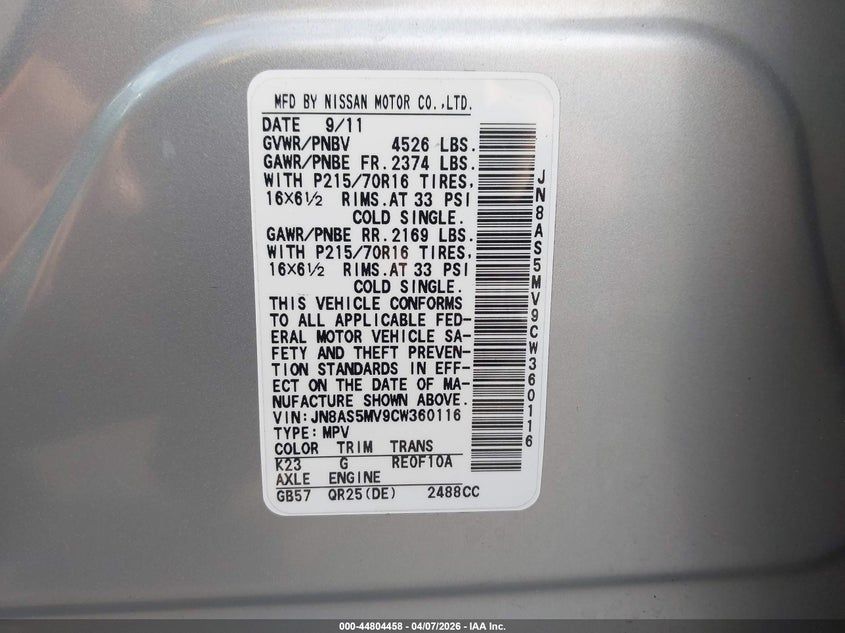 MFD BY NISSAN MOTOR CO.,LTD.
DATE 9/11
GVWR/PNBV 4526 LBS.
GAWR/PNBE FR. 2374 LBS.
WITH P215/70R16 TIRES,
16×6½ RIMS.AT 33 PSI
COLD SINGLE.
GAWR/PNBE RR. 2169 LBS.
WITH P215/70R16 TIRES,
16×6½ RIMS.AT 33 PSI
COLD SINGLE.
THIS VEHICLE CONFORMS
TO ALL APPLICABLE FED-
ERAL MOTOR VEHICLE SA-
FETY AND THEFT PREVEN-
TION STANDARDS IN EFF-
ECT ON THE DATE OF MA-
NUFACTURE SHOWN ABOVE.
VIN:JN8AS5MV9CW360116
TYPE:MPV
COLOR TRIM TRANS
K23 G RE0F10A
AXLE ENGINE
GB57 QR25(DE) 2488CC
JN8AS5MV9CW360116
000-44804458 - 04/07/2026 - IAA Inc.